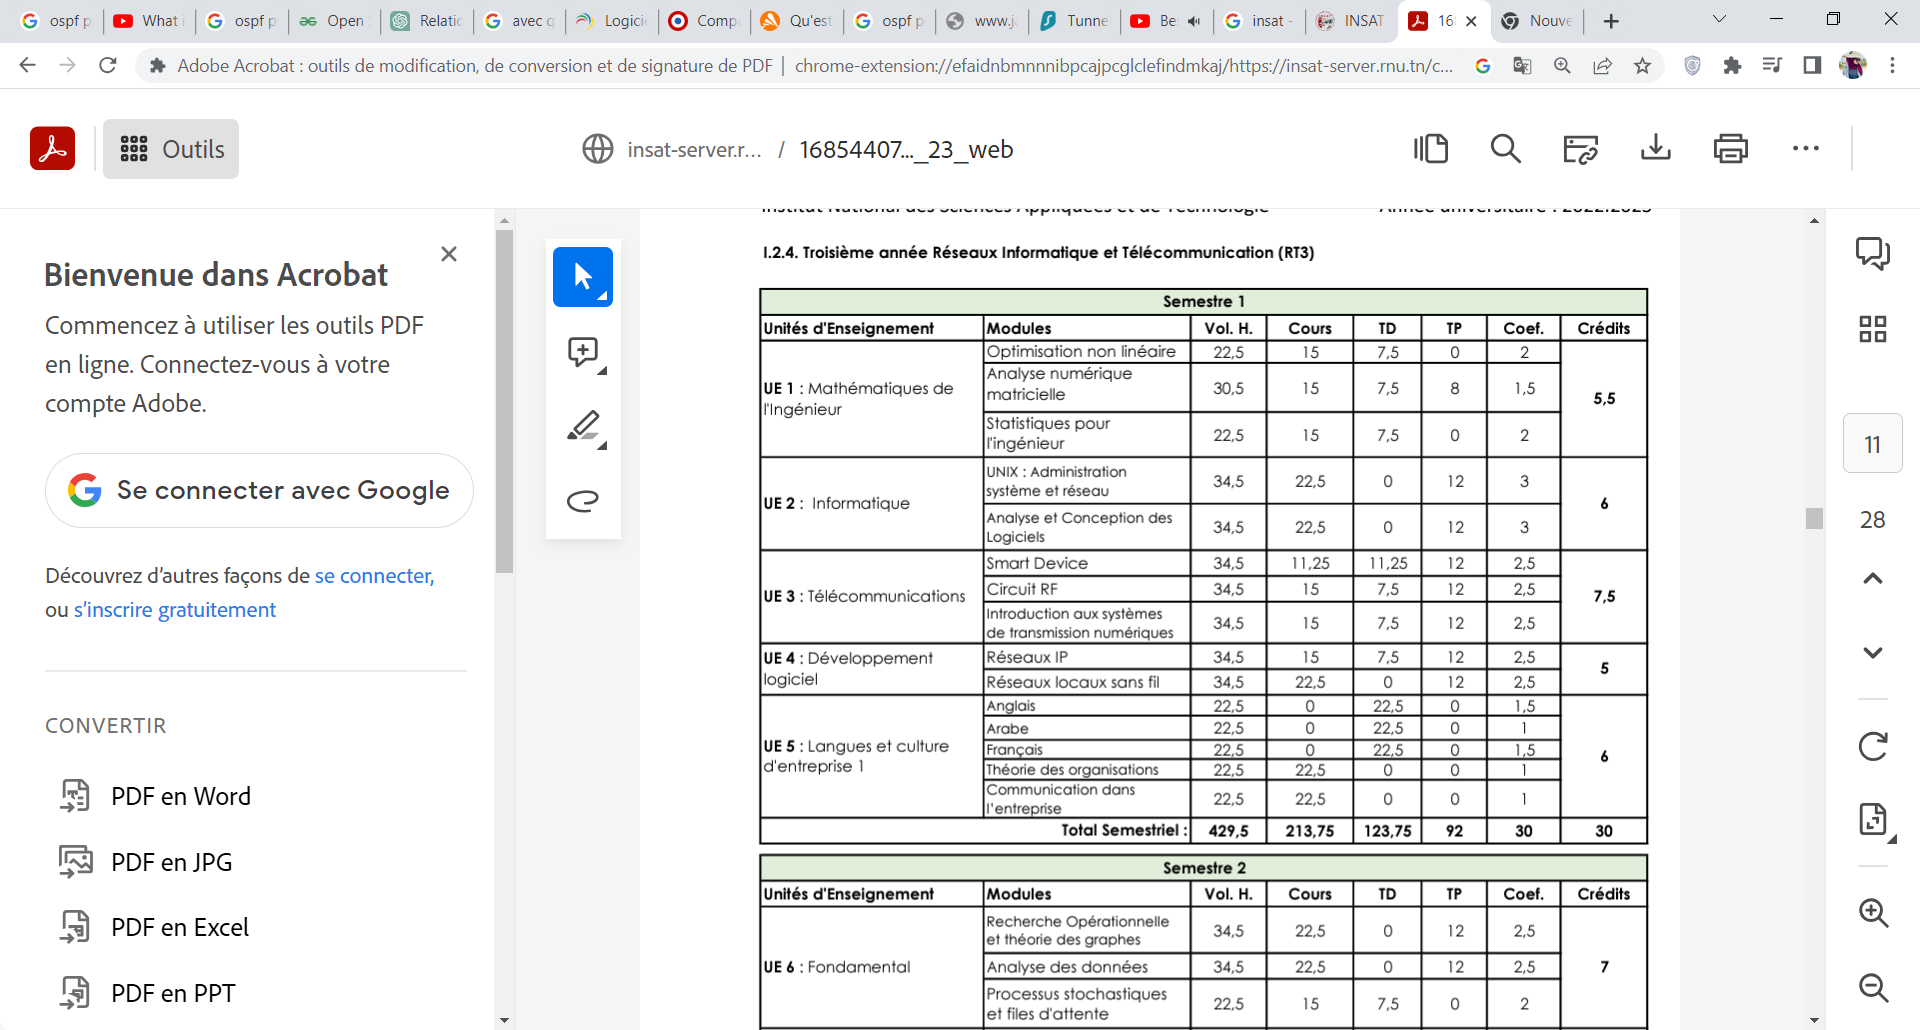 ospf p
What i
ospf p
ospf p
Open
Relatic
avec q
Logicie
Comp
Qu'est
ospf p
www.ja
Tunne
Be
insat -
INSAT
16
Nouve
Adobe Acrobat : outils de modification, de conversion et de signature de PDF | chrome-extension://efaidnbmnnnibpcajpcglclefindmkaj/https://insat-server.rnu.tn/c...
Outils
insat-server.r... / 16854407..._23_web
Bienvenue dans Acrobat
Commencez à utiliser les outils PDF
en ligne. Connectez-vous à votre
compte Adobe.
Se connecter avec Google
Découvrez d’autres façons de se connecter,
ou s’inscrire gratuitement
CONVERTIR
PDF en Word
PDF en JPG
PDF en Excel
PDF en PPT
Institut National des Sciences Appliquées et de Technologie Année universitaire : 2022.2023
I.2.4. Troisième année Réseaux Informatique et Télécommunication (RT3)
Semestre 1
Unités d'Enseignement Modules Vol. H. Cours TD TP Coef. Crédits
UE 1 : Mathématiques de
l'Ingénieur
Optimisation non linéaire 22,5 15 7,5 0 2
Analyse numérique
matricielle 30,5 15 7,5 8 1,5
Statistiques pour
l'ingénieur 22,5 15 7,5 0 2
5,5
UE 2 : Informatique
UNIX : Administration
système et réseau 34,5 22,5 0 12 3
Analyse et Conception des
Logiciels 34,5 22,5 0 12 3
6
UE 3 : Télécommunications
Smart Device 34,5 11,25 11,25 12 2,5
Circuit RF 34,5 15 7,5 12 2,5
Introduction aux systèmes
de transmission numériques 34,5 15 7,5 12 2,5
7,5
UE 4 : Développement
logiciel
Réseaux IP 34,5 15 7,5 12 2,5
Réseaux locaux sans fil 34,5 22,5 0 12 2,5
5
UE 5 : Langues et culture
d'entreprise 1
Anglais 22,5 0 22,5 0 1,5
Arabe 22,5 0 22,5 0 1
Français 22,5 0 22,5 0 1,5
Théorie des organisations 22,5 22,5 0 0 1
Communication dans
l’entreprise 22,5 22,5 0 0 1
6
Total Semestriel : 429,5 213,75 123,75 92 30 30
Semestre 2
Unités d'Enseignement Modules Vol. H. Cours TD TP Coef. Crédits
UE 6 : Fondamental
Recherche Opérationnelle
et théorie des graphes 34,5 22,5 0 12 2,5
Analyse des données 34,5 22,5 0 12 2,5
Processus stochastiques
et files d'attente 22,5 15 7,5 0 2
7
11
28